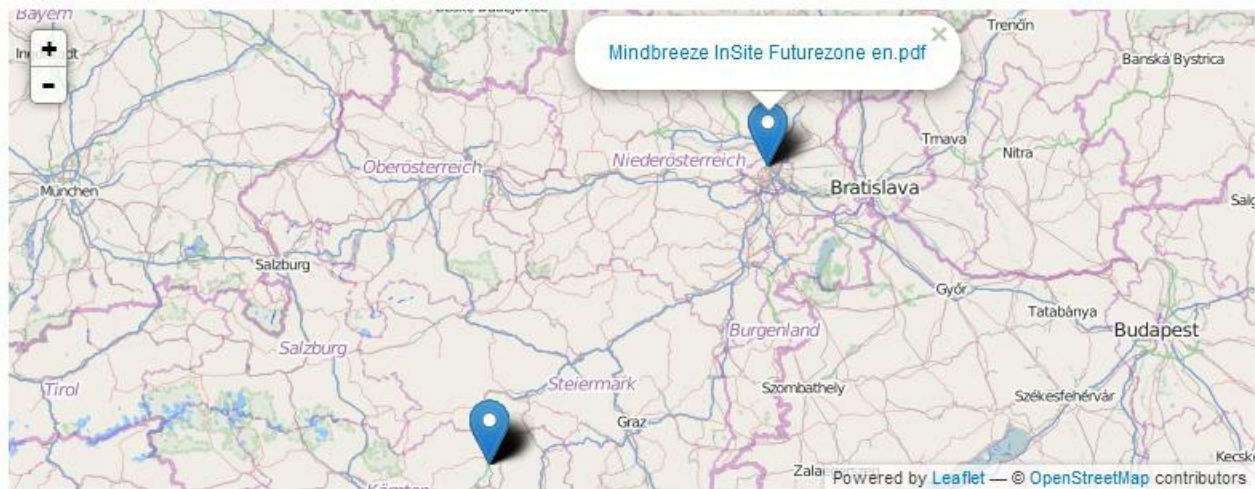 Bayern
Trenčín
+
-
Mindbreeze InSite Futurezone en.pdf
×
Banská Bystrica
Trnava
Nitra
Oberösterreich
Niederösterreich
München
Bratislava
Salzburg
Győr
Tatabánya
Budapest
Burgenland
Salzburg
Tirol
Steiermark
Szombathely
Székesfehérvár
Graz
Kärnten
Powered by Leaflet — © OpenStreetMap contributors